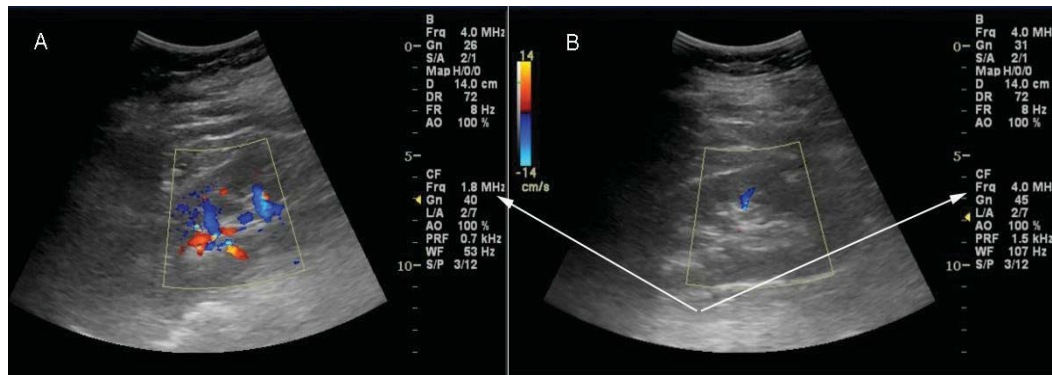 A
B
Frq 4.0 MHz
Gn 26
S/A 2/1
Map H/0/0
D 14.0 cm
DR 72
FR 8 Hz
AO 100 %
CF
Frq 1.8 MHz
Gn 40
L/A 2/7
AO 100%
PRF 0.7 kHz
WF 53 Hz
S/P 3/12
0
5
10
14
-14
cm/s
B
B
Frq 4.0 MH
Gn 31
S/A 2/1
Map H/0/0
D 14.0 cm
DR 72
FR 8 Hz
AO 100 %
CF
Frq 4.0 MH
Gn 45
L/A 2/7
AO 100%
PRF 1.5 kHz
WF 107 Hz
S/P 3/12
0
5
10